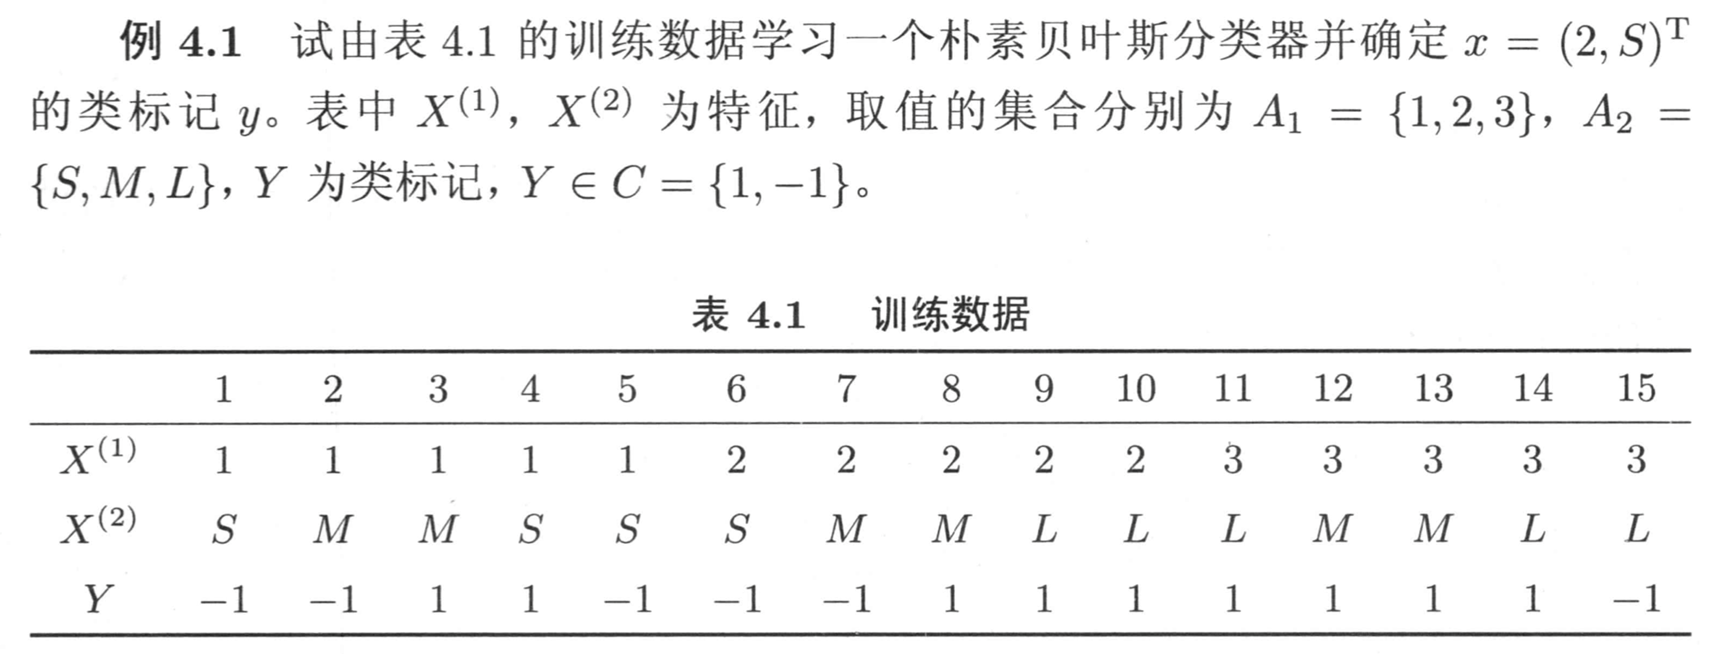 例 4.1 试由表 4.1 的训练数据学习一个朴素贝叶斯分类器并确定 x = (2, S)^T
的类标记 y。表中 X^(1)，X^(2) 为特征，取值的集合分别为 A_1 = {1, 2, 3}，A_2 =
{S, M, L}，Y 为类标记，Y ∈ C = {1, −1}。
表 4.1 训练数据
1 2 3 4 5 6 7 8 9 10 11 12 13 14 15
X^(1) 1 1 1 1 1 2 2 2 2 2 3 3 3 3 3
X^(2) S M M S S S M M L L L M M L L
Y −1 −1 1 1 −1 −1 −1 1 1 1 1 1 1 1 −1